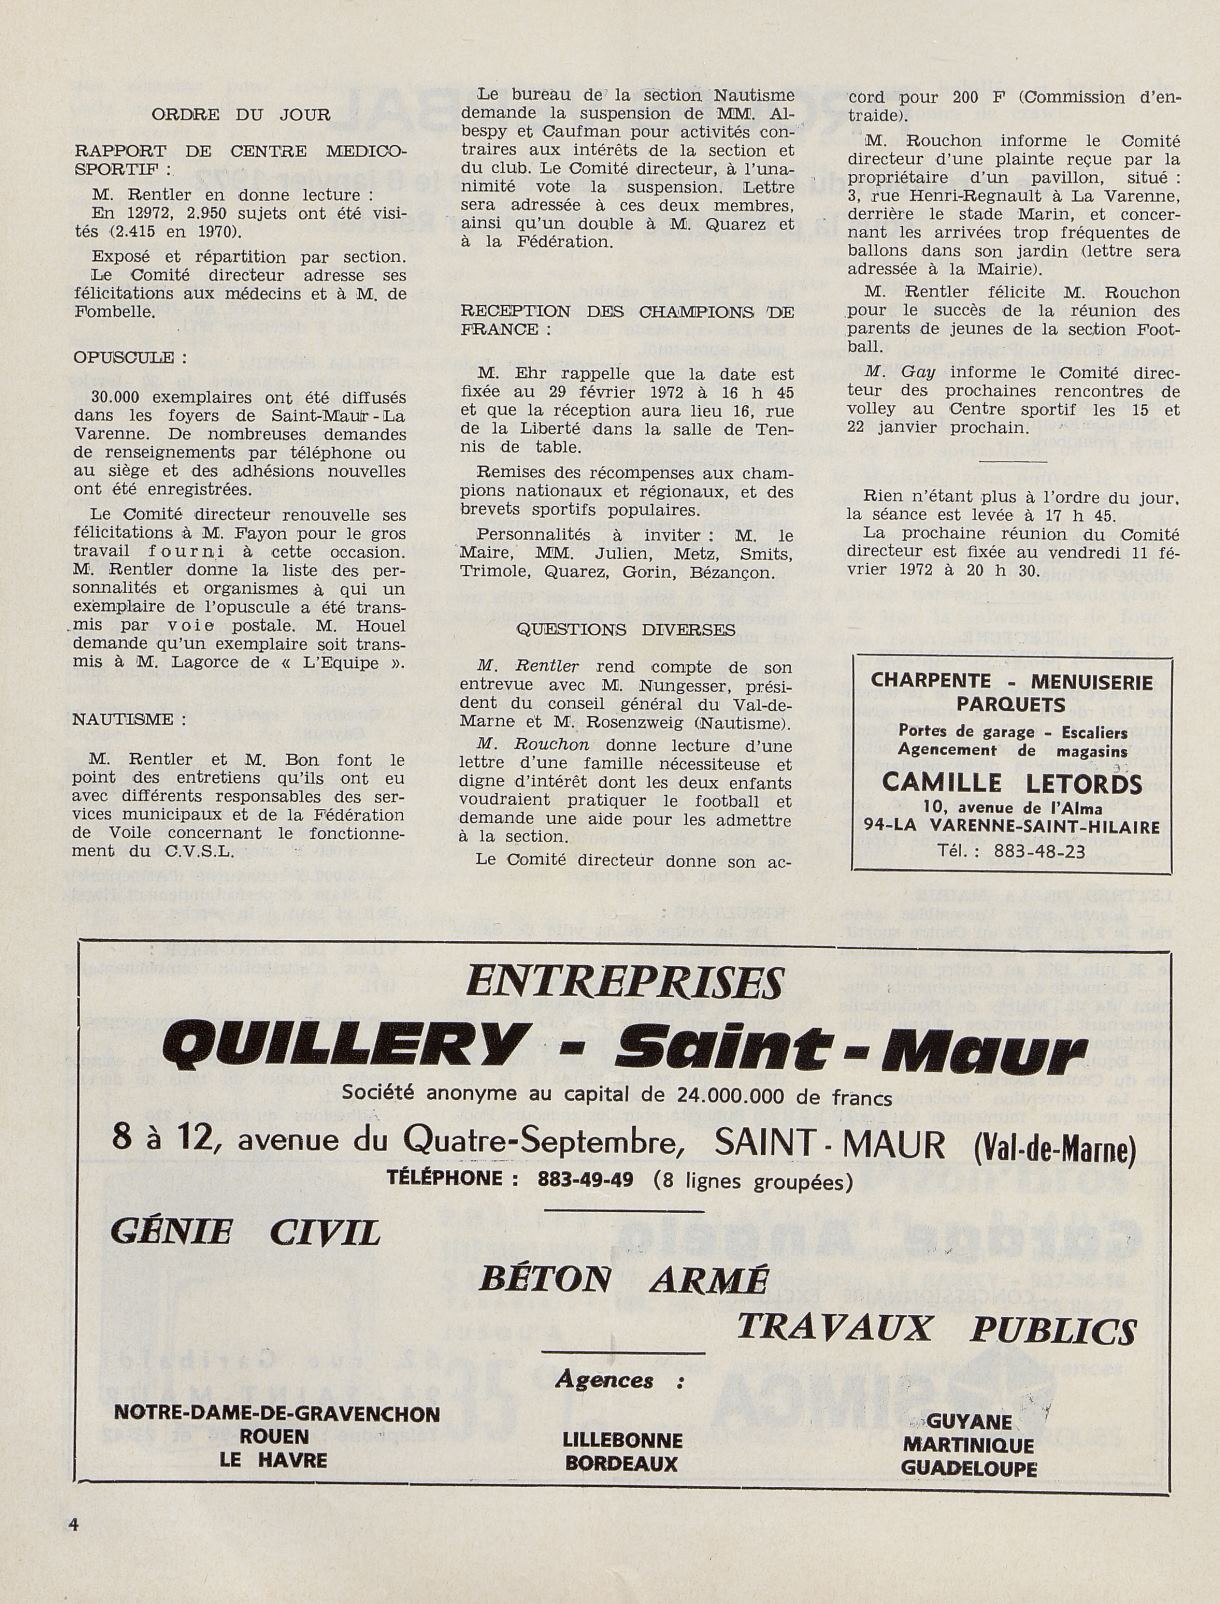 ORDRE DU JOUR
RAPPORT DE CENTRE MEDICO-
SPORTIF :
M. Rentler en donne lecture :
En 12972, 2.950 sujets ont été visi-
tés (2.415 en 1970).
Exposé et répartition par section.
Le Comité directeur adresse ses
félicitations aux médecins et à M. de
Fombelle.
OPUSCULE :
30.000 exemplaires ont été diffusés
dans les foyers de Saint-Maur-La
Varenne. De nombreuses demandes
de renseignements par téléphone ou
au siège et des adhésions nouvelles
ont été enregistrées.
Le Comité directeur renouvelle ses
félicitations à M. Fayon pour le gros
travail fourni à cette occasion.
M. Rentler donne la liste des per-
sonnalités et organismes à qui un
exemplaire de l'opuscule a été trans-
mis par voie postale. M. Houel
demande qu'un exemplaire soit trans-
mis à M. Lagorce de « L'Equipe ».
NAUTISME :
M. Rentler et M. Bon font le
point des entretiens qu'ils ont eu
avec différents responsables des ser-
vices municipaux et de la Fédération
de Voile concernant le fonctionne-
ment du C.V.S.L.
Le bureau de la section Nautisme
demande la suspension de MM. Al-
bespy et Caufman pour activités con-
traires aux intérêts de la section et
du club. Le Comité directeur, à l'una-
nimité vote la suspension. Lettre
sera adressée à ces deux membres,
ainsi qu'un double à M. Quarez et
à la Fédération.
RECEPTION DES CHAMPIONS DE
FRANCE :
M. Ehr rappelle que la date est
fixée au 29 février 1972 à 16 h 45
et que la réception aura lieu 16, rue
de la Liberté dans la salle de Ten-
nis de table.
Remises des récompenses aux cham-
pions nationaux et régionaux, et des
brevets sportifs populaires.
Personnalités à inviter : M. le
Maire, MM. Julien, Metz, Smits,
Trimole, Quarez, Gorin, Bézançon.
QUESTIONS DIVERSES
M. Rentler rend compte de son
entrevue avec M. Nungesser, prési-
dent du conseil général du Val-de-
Marne et M. Rosenzweig (Nautisme).
M. Rouchon donne lecture d'une
lettre d'une famille nécessiteuse et
digne d'intérêt dont les deux enfants
voudraient pratiquer le football et
demande une aide pour les admettre
à la section.
Le Comité directeur donne son ac-
cord pour 200 F (Commission d'en-
traide).
M. Rouchon informe le Comité
directeur d'une plainte reçue par la
propriétaire d'un pavillon, situé :
3, rue Henri-Regnault à La Varenne,
derrière le stade Marin, et concer-
nant les arrivées trop fréquentes de
ballons dans son jardin (lettre sera
adressée à la Mairie).
M. Rentler félicite M. Rouchon
pour le succès de la réunion des
parents de jeunes de la section Foot-
ball.
M. Gay informe le Comité direc-
teur des prochaines rencontres de
volley au Centre sportif les 15 et
22 janvier prochain.
Rien n'étant plus à l'ordre du jour,
la séance est levée à 17 h 45.
La prochaine réunion du Comité
directeur est fixée au vendredi 11 fé-
vrier 1972 à 20 h 30.
CHARPENTE - MENUISERIE
PARQUETS
Portes de garage - Escaliers
Agencement de magasins
CAMILLE LETORDS
10, avenue de l'Alma
94-LA VARENNE-SAINT-HILAIRE
Tél. : 883-48-23
ENTREPRISES
QUILLERY - Saint-Maur
Société anonyme au capital de 24.000.000 de francs
8 à 12, avenue du Quatre-Septembre, SAINT-MAUR (Val-de-Marne)
TÉLÉPHONE : 883-49-49 (8 lignes groupées)
GÉNIE CIVIL
BÉTON ARMÉ
TRAVAUX PUBLICS
Agences :
NOTRE-DAME-DE-GRAVENCHON
ROUEN
LE HAVRE
LILLEBONNE
BORDEAUX
GUYANE
MARTINIQUE
GUADELOUPE
4